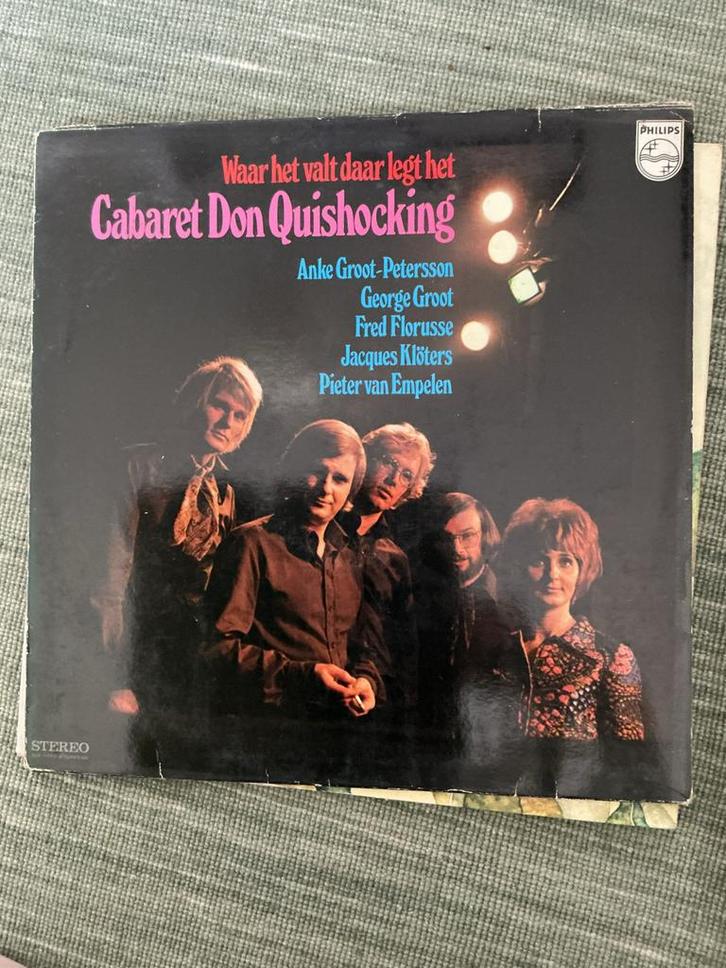 PHILIPS
Waar het valt daar legt het
Cabaret Don Quishocking
Anke Groot-Petersson
George Groot
Fred Florusse
Jacques Klöters
Pieter van Empelen
STEREO